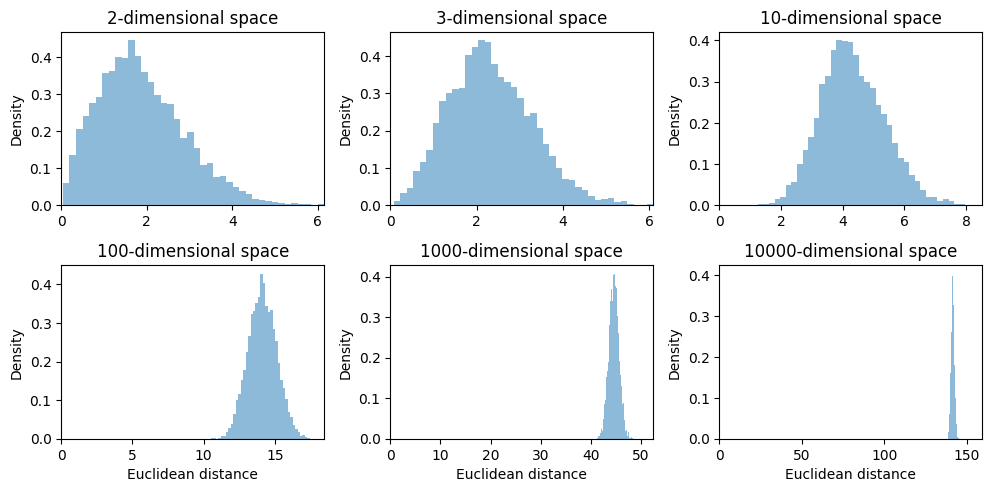 2-dimensional space
3-dimensional space
10-dimensional space
Density
0.4
0.3
0.2
0.1
0.0
0 2 4 6
Density
0.4
0.3
0.2
0.1
0.0
0 2 4 6
Density
0.4
0.3
0.2
0.1
0.0
0 2 4 6 8
100-dimensional space
1000-dimensional space
10000-dimensional space
Density
0.4
0.3
0.2
0.1
0.0
0 5 10 15
Euclidean distance
Density
0.4
0.3
0.2
0.1
0.0
0 10 20 30 40 50
Euclidean distance
Density
0.4
0.3
0.2
0.1
0.0
0 50 100 150
Euclidean distance